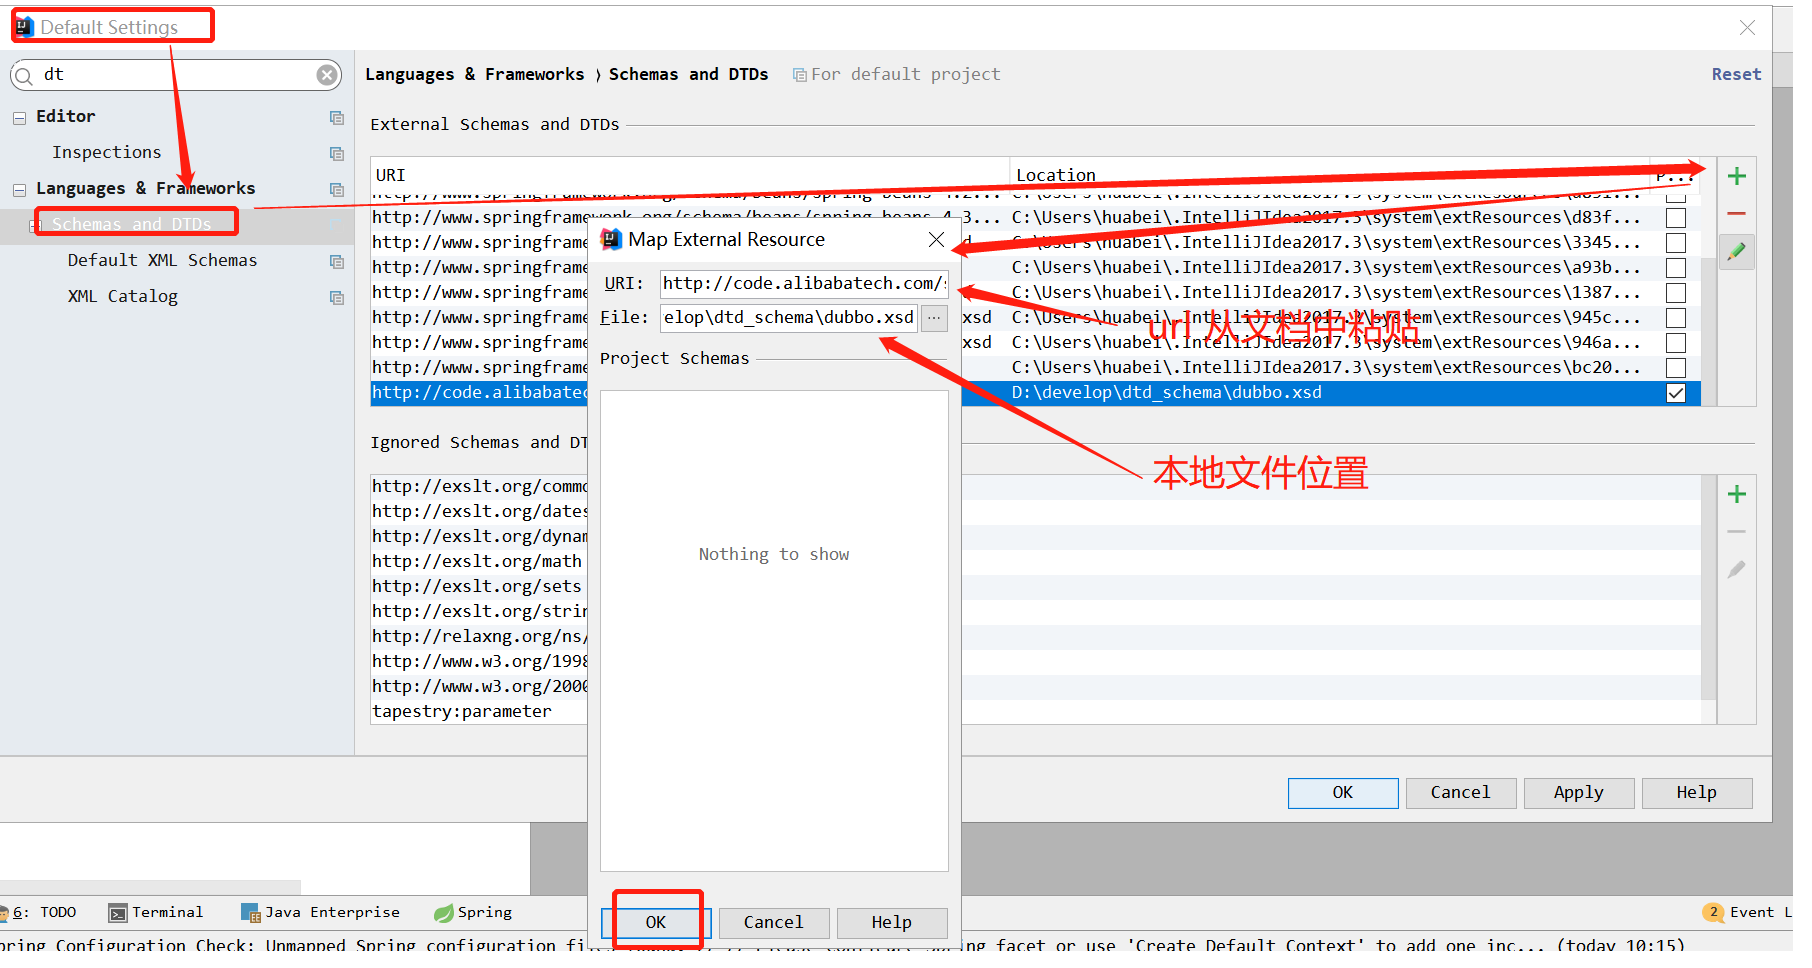 Default Settings
dt
Editor
Inspections
Languages & Frameworks
Schemas and DTDs
Default XML Schemas
XML Catalog
Languages & Frameworks 〉 Schemas and DTDs For default project Reset
External Schemas and DTDs
URI Location P...
http://www.springframework.org/schema/beans/spring-beans-4.3... C:\Users\huabei\.IntelliJIdea2017.3\system\extResources\d83f...
C:\Users\huabei\.IntelliJIdea2017.3\system\extResources\3345...
http://www.springframe C:\Users\huabei\.IntelliJIdea2017.3\system\extResources\a93b...
http://www.springframe C:\Users\huabei\.IntelliJIdea2017.3\system\extResources\1387...
http://www.springframe xsd C:\Users\huabei\.IntelliJIdea2017.3\system\extResources\945c...
http://www.springframe xsd C:\Users\huabei\.IntelliJIdea2017.3\system\extResources\946a...
http://www.springframe C:\Users\huabei\.IntelliJIdea2017.3\system\extResources\bc20...
http://code.alibabatec D:\develop\dtd_schema\dubbo.xsd
Map External Resource
URI: http://code.alibabatech.com/s
File: elop\dtd_schema\dubbo.xsd ...
Project Schemas
Nothing to show
OK Cancel Help
url 从文档中粘贴
本地文件位置
Ignored Schemas and DT
http://exslt.org/commo
http://exslt.org/dates
http://exslt.org/dynam
http://exslt.org/math
http://exslt.org/sets
http://exslt.org/strin
http://relaxng.org/ns/
http://www.w3.org/1998
http://www.w3.org/2000
tapestry:parameter
OK Cancel Apply Help
6: TODO Terminal Java Enterprise Spring 2 Event L
pring Configuration Check: Unmapped Spring configuration fil
ing facet or use 'Create Default Context' to add one inc... (today 10:15)